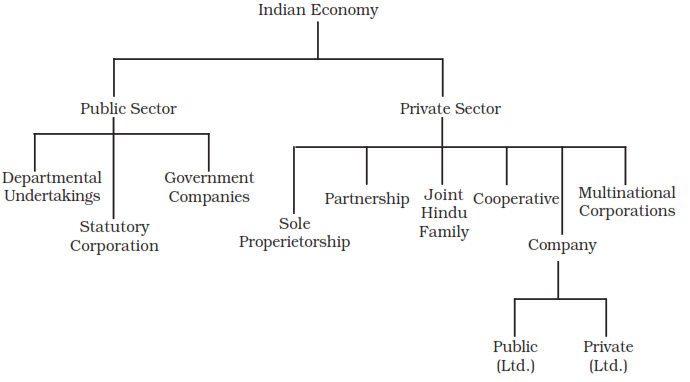 Indian Economy
Public Sector
Private Sector
Departmental
Undertakings
Statutory
Corporation
Government
Companies
Sole
Properietorship
Partnership
Joint
Hindu
Family
Cooperative
Company
Multinational
Corporations
Public
(Ltd.)
Private
(Ltd.)